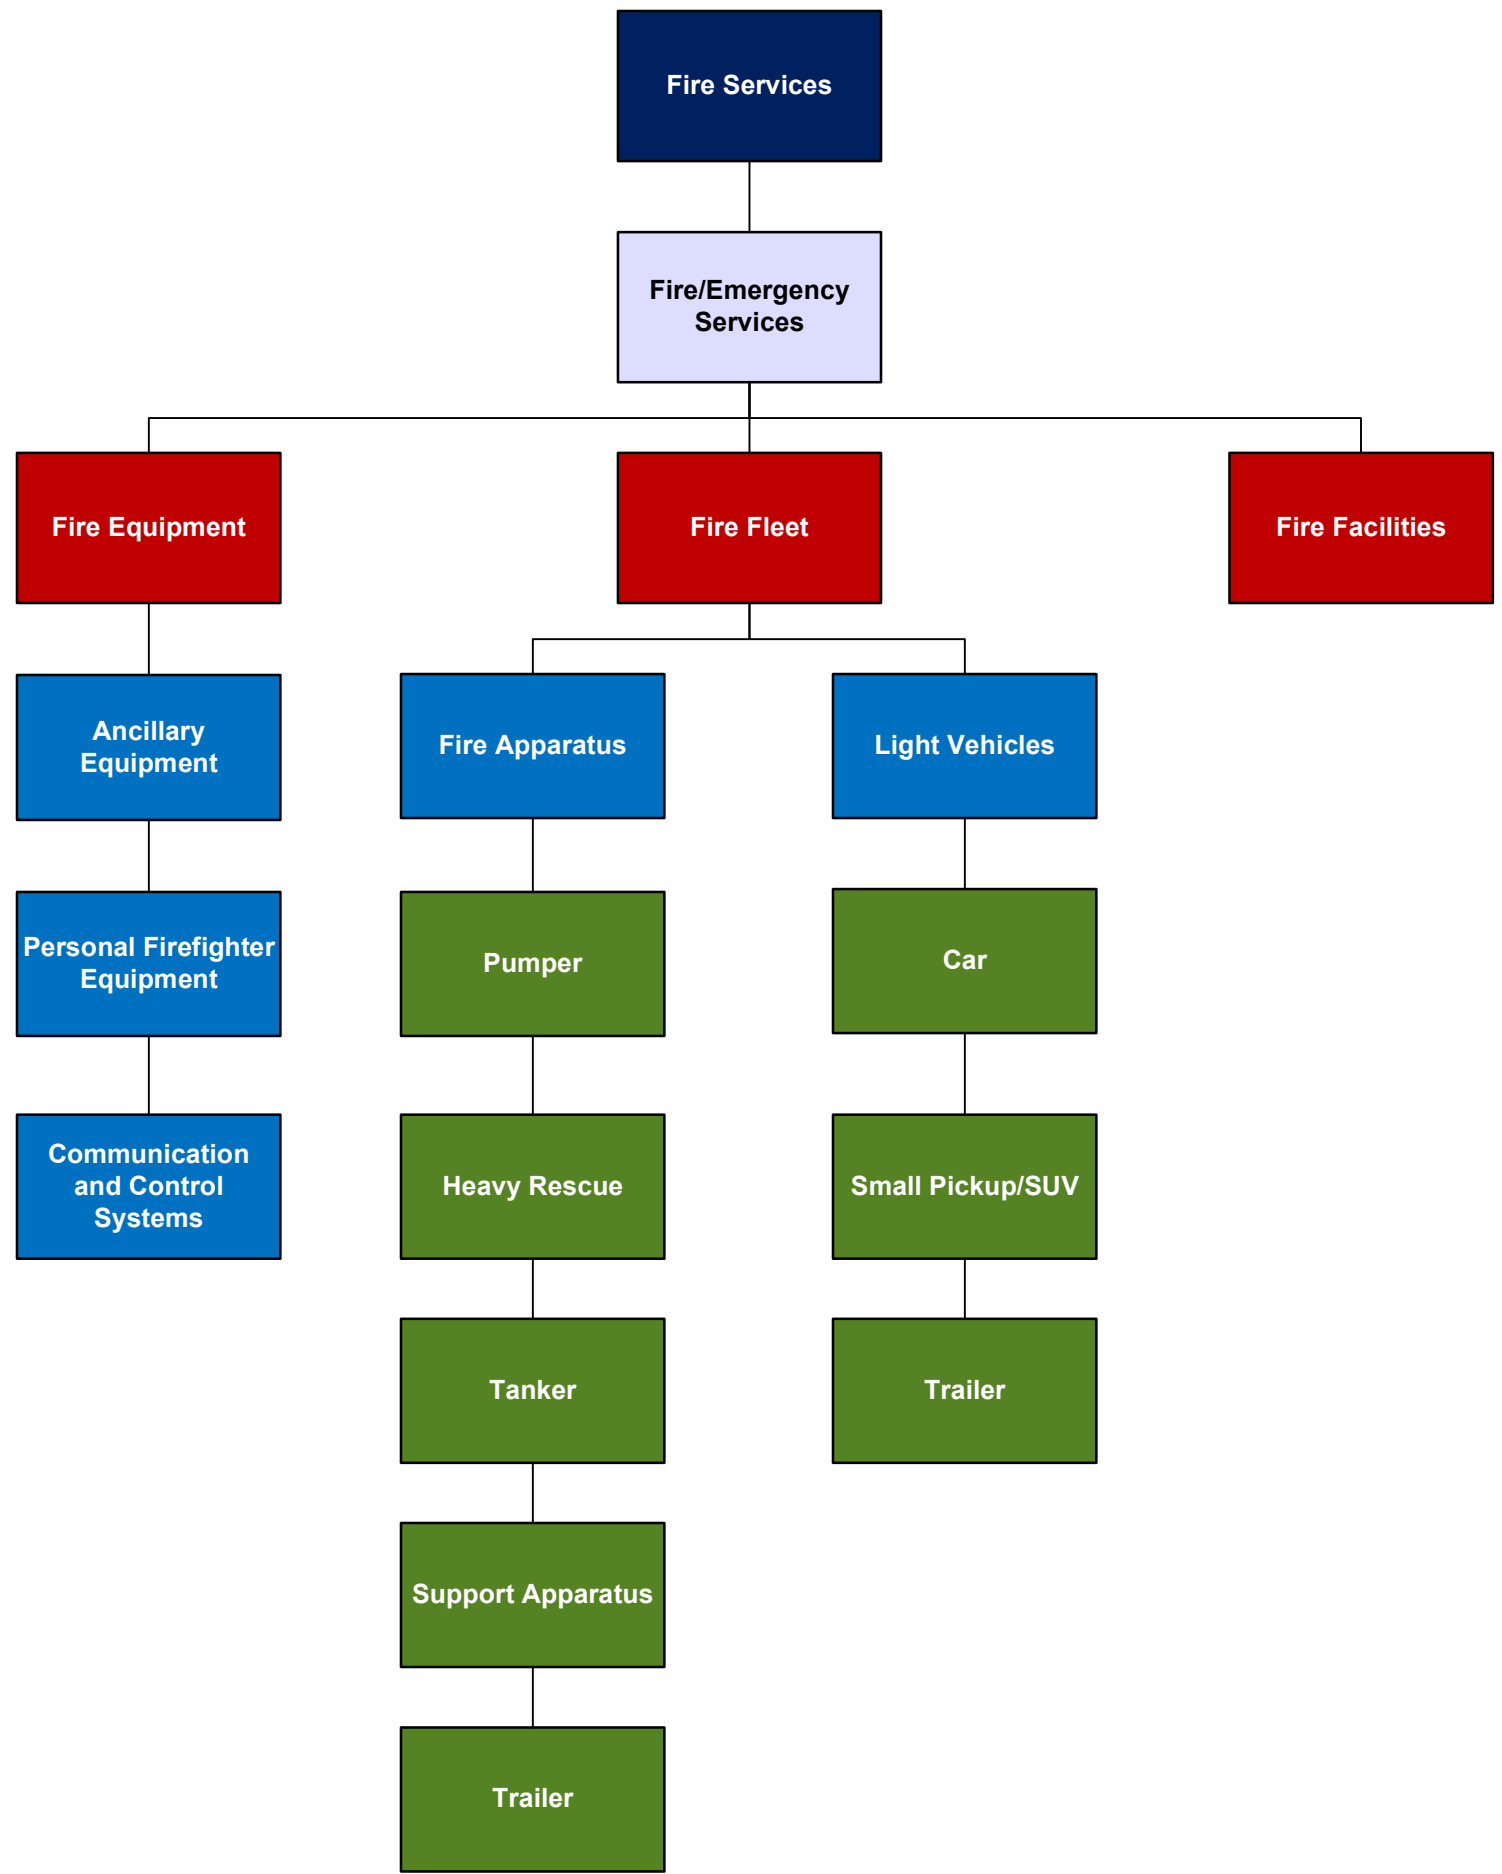 Fire Services
Fire/Emergency
Services
Fire Equipment
Fire Fleet
Fire Facilities
Ancillary
Equipment
Fire Apparatus
Light Vehicles
Personal Firefighter
Equipment
Pumper
Car
Communication
and Control
Systems
Heavy Rescue
Small Pickup/SUV
Tanker
Trailer
Support Apparatus
Trailer